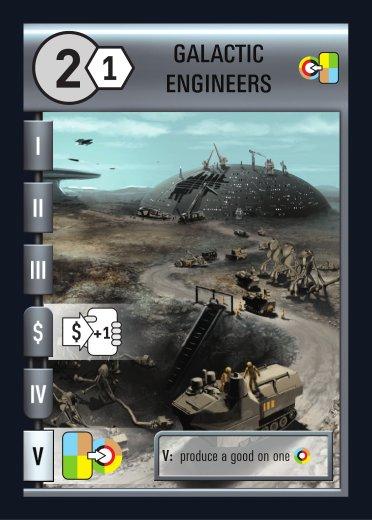 2
1
GALACTIC
ENGINEERS
I
II
III
$
$ +1
IV
V
V: produce a good on one